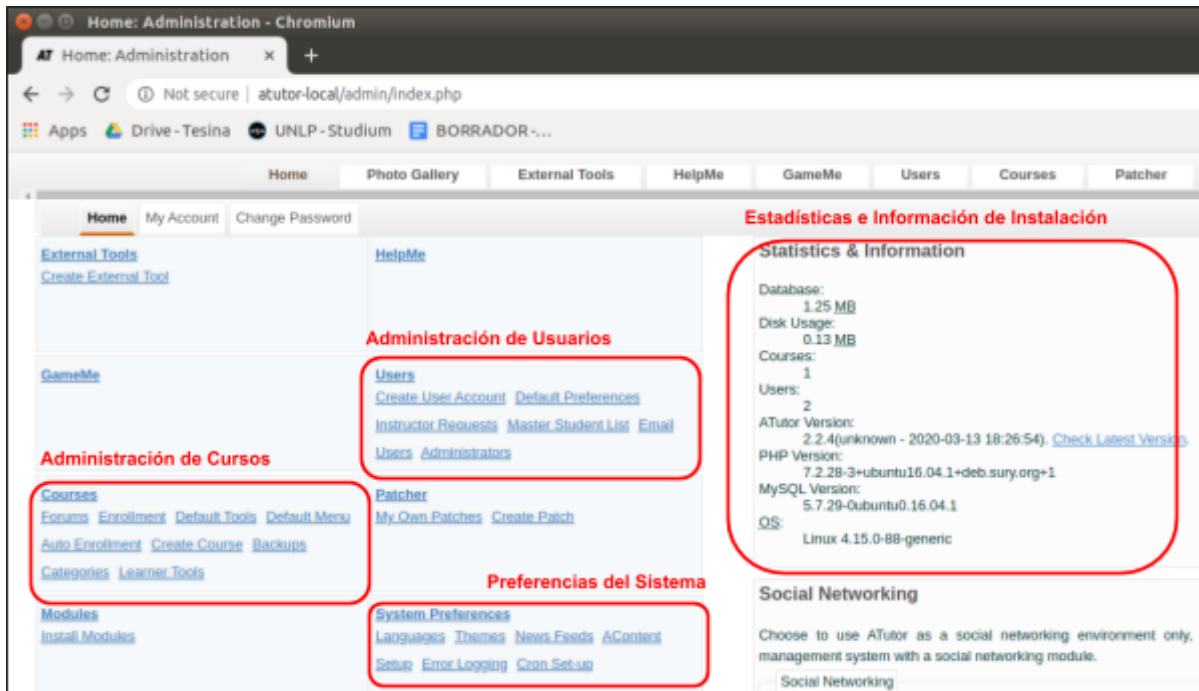 Home: Administration - Chromium
AT Home: Administration × +
Not secure | atutor-local/admin/index.php
Apps Drive - Tesina UNLP - Studium BORRADOR -...
Home Photo Gallery External Tools HelpMe GameMe Users Courses Patcher
Home My Account Change Password
External Tools
Create External Tool
HelpMe
GameMe
Administración de Usuarios
Users
Create User Account Default Preferences
Instructor Requests Master Student List Email
Users Administrators
Administración de Cursos
Courses
Forums Enrollment Default Tools Default Menu
Auto Enrollment Create Course Backups
Categories Learner Tools
Patcher
My Own Patches Create Patch
Modules
Install Modules
Preferencias del Sistema
System Preferences
Languages Themes News Feeds AContent
Setup Error Logging Cron Set-up
Estadísticas e Información de Instalación
Statistics & Information
Database:
1.25 MB
Disk Usage:
0.13 MB
Courses:
1
Users:
2
ATutor Version:
2.2.4(unknown - 2020-03-13 18:26:54). Check Latest Version.
PHP Version:
7.2.28-3+ubuntu16.04.1+deb.sury.org+1
MySQL Version:
5.7.29-0ubuntu0.16.04.1
OS:
Linux 4.15.0-88-generic
Social Networking
Choose to use ATutor as a social networking environment only,
management system with a social networking module.
Social Networking